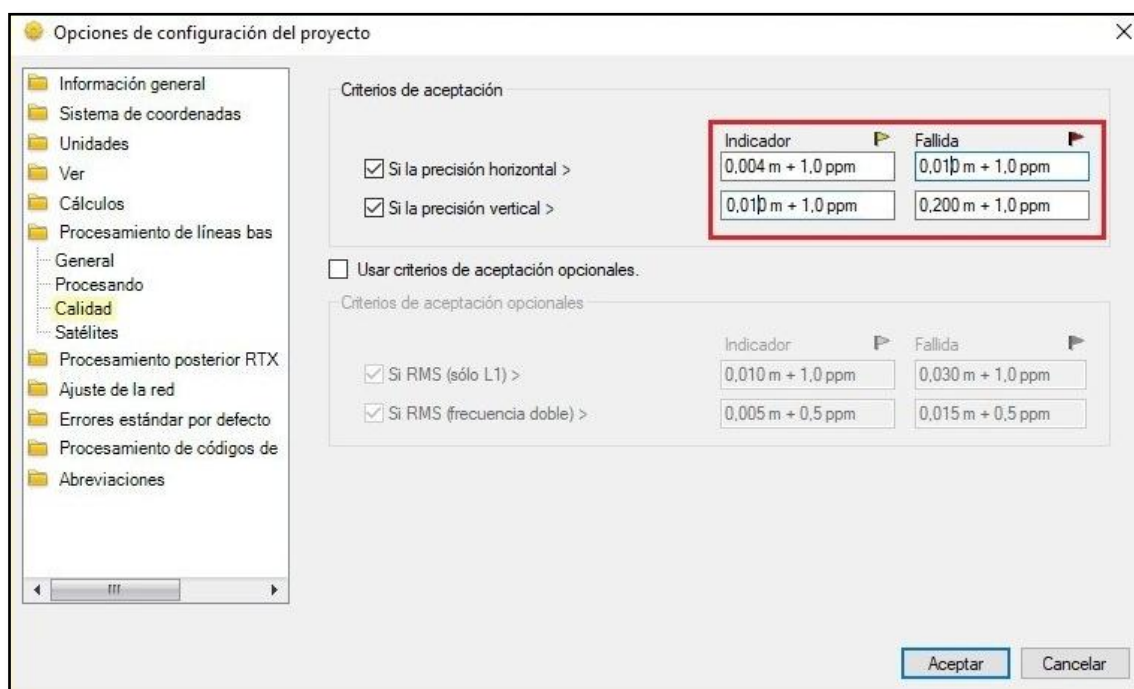 Opciones de configuración del proyecto
Información general
Sistema de coordenadas
Unidades
Ver
Cálculos
Procesamiento de líneas bas
General
Procesando
Calidad
Satélites
Procesamiento posterior RTX
Ajuste de la red
Errores estándar por defecto
Procesamiento de códigos de
Abreviaciones
Criterios de aceptación
Indicador Fallida
Si la precisión horizontal > 0,004 m + 1,0 ppm 0,010 m + 1,0 ppm
Si la precisión vertical > 0,010 m + 1,0 ppm 0,200 m + 1,0 ppm
Usar criterios de aceptación opcionales.
Criterios de aceptación opcionales
Indicador Fallida
Si RMS (sólo L1) > 0,010 m + 1,0 ppm 0,030 m + 1,0 ppm
Si RMS (frecuencia doble) > 0,005 m + 0,5 ppm 0,015 m + 0,5 ppm
Aceptar Cancelar